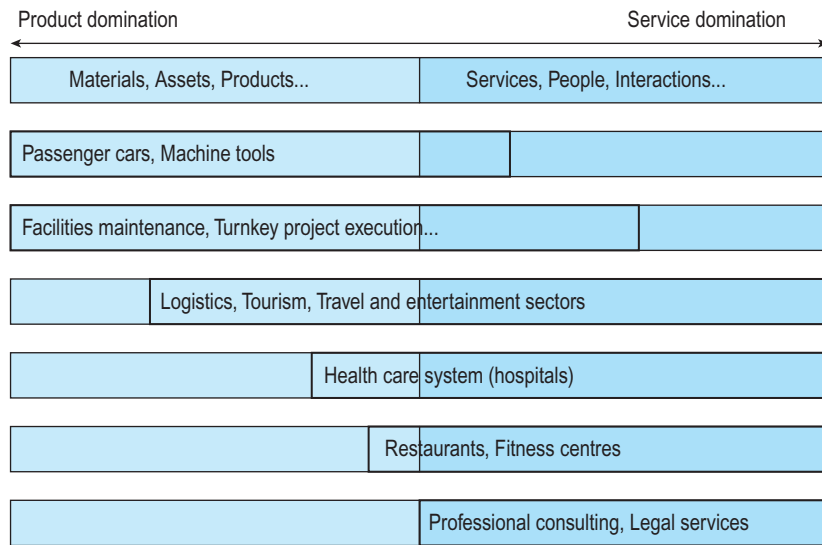 Product domination
Service domination
Materials, Assets, Products...
Services, People, Interactions...
Passenger cars, Machine tools
Facilities maintenance, Turnkey project execution...
Logistics, Tourism, Travel and entertainment sectors
Health care system (hospitals)
Restaurants, Fitness centres
Professional consulting, Legal services